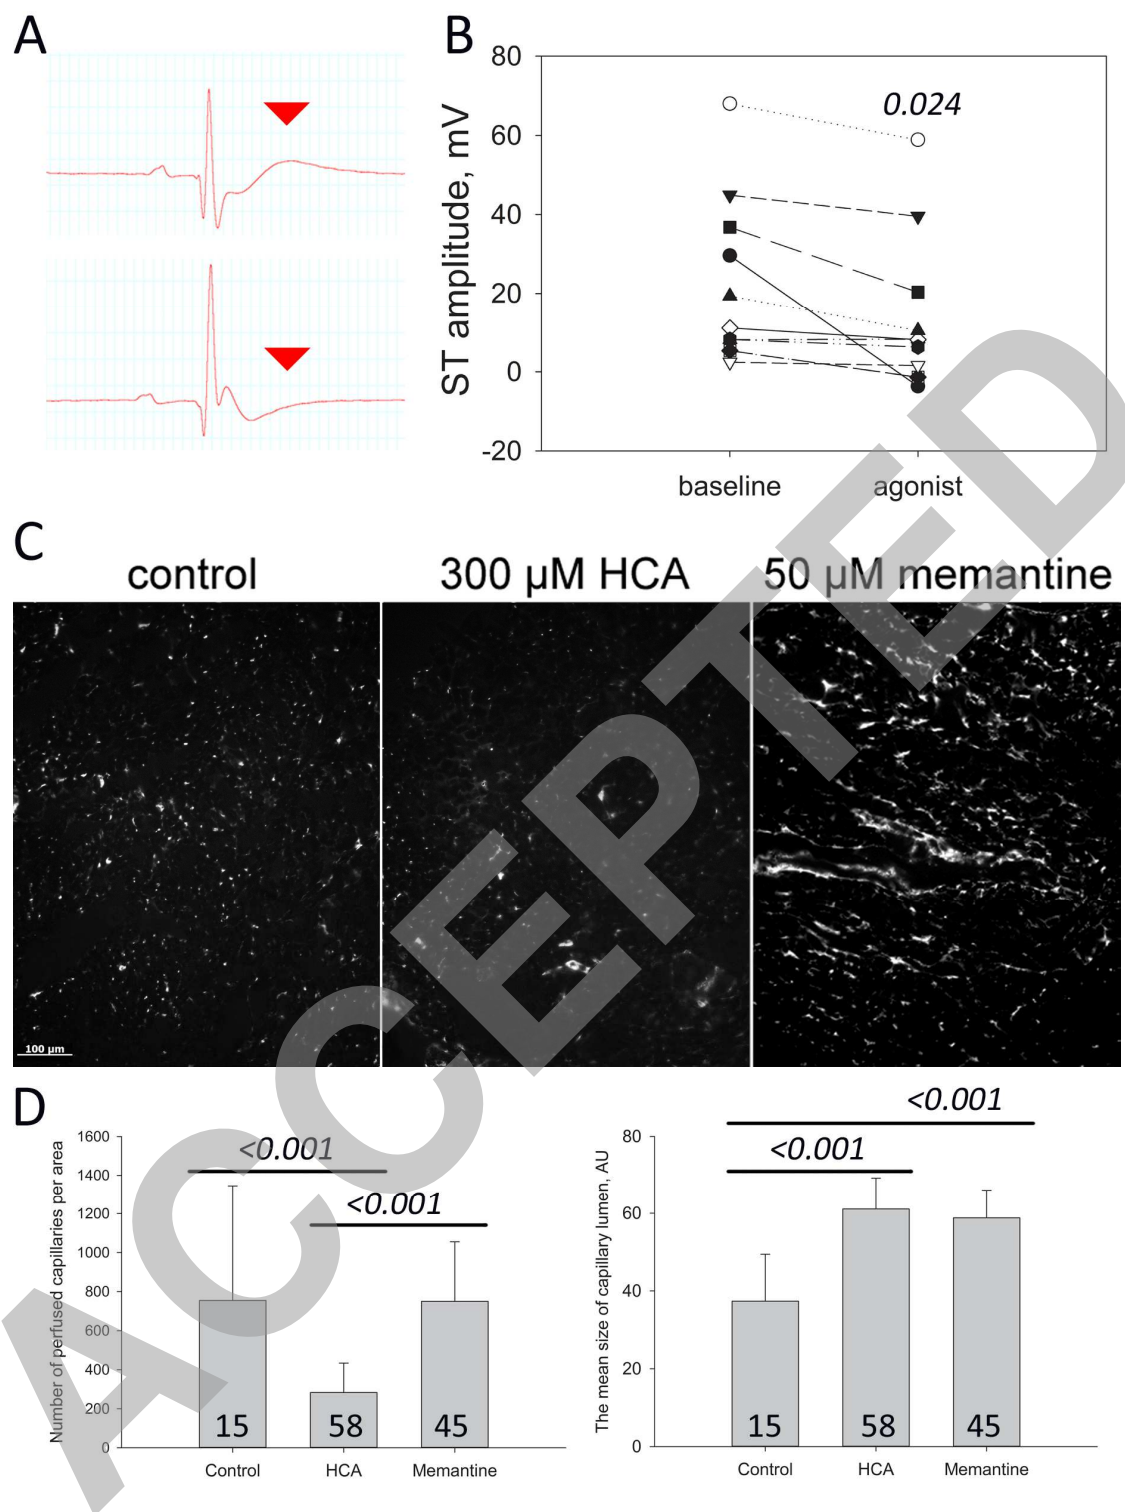 A
B
ST amplitude, mV
80
60
40
20
0
-20
0.024
baseline
agonist
C
control
300 µM HCA
50 µM memantine
100 µm
D
Number of perfused capillaries per area
1600
1400
1200
1000
800
600
400
200
0
<0.001
<0.001
15
58
45
Control
HCA
Memantine
The mean size of capillary lumen, AU
80
60
40
20
0
<0.001
<0.001
15
58
45
Control
HCA
Memantine
ACCEPTED